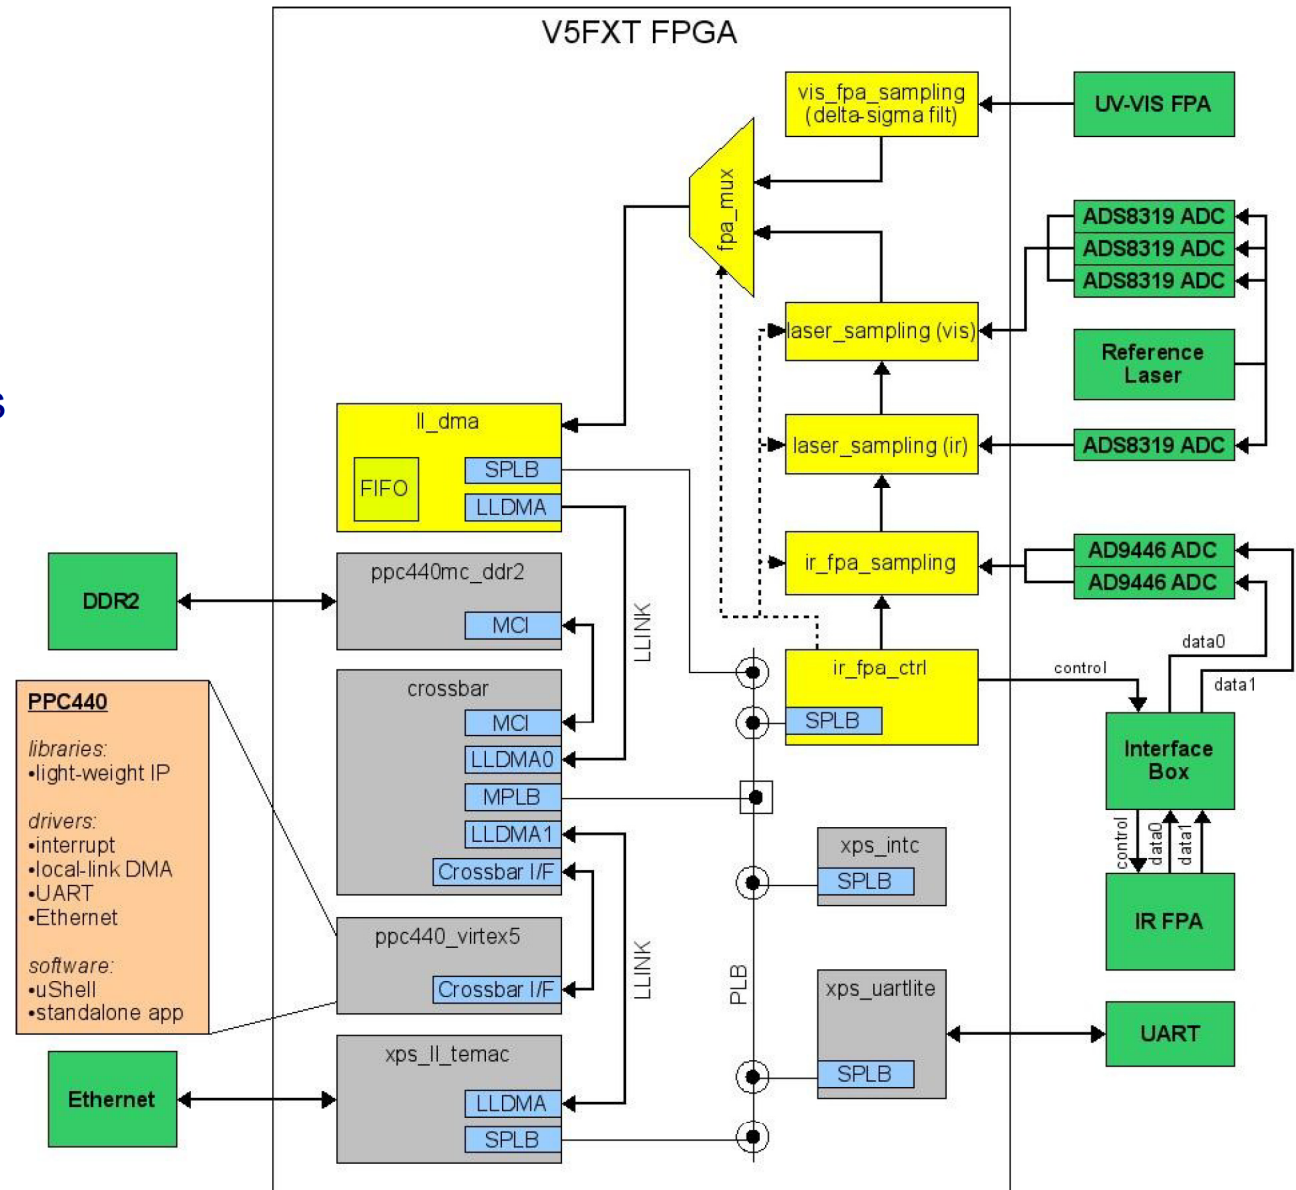 V5FXT FPGA
vis_fpa_sampling
(delta-sigma filt)
UV-VIS FPA
fpa_mux
ADS8319 ADC
ADS8319 ADC
ADS8319 ADC
laser_sampling (vis)
Reference
Laser
s
ll_dma
FIFO
SPLB
LLDMA
laser_sampling (ir)
ADS8319 ADC
ir_fpa_sampling
AD9446 ADC
AD9446 ADC
DDR2
ppc440mc_ddr2
MCI
LLINK
data0
data1
ir_fpa_ctrl
SPLB
control
crossbar
MCI
LLDMA0
MPLB
LLDMA1
Crossbar I/F
Interface
Box
control
data0
data1
IR FPA
PPC440
libraries:
•light-weight IP
drivers:
•interrupt
•local-link DMA
•UART
•Ethernet
software:
•uShell
•standalone app
xps_intc
SPLB
ppc440_virtex5
Crossbar I/F
LLINK
PLB
xps_uartlite
SPLB
UART
Ethernet
xps_ll_temac
LLDMA
SPLB